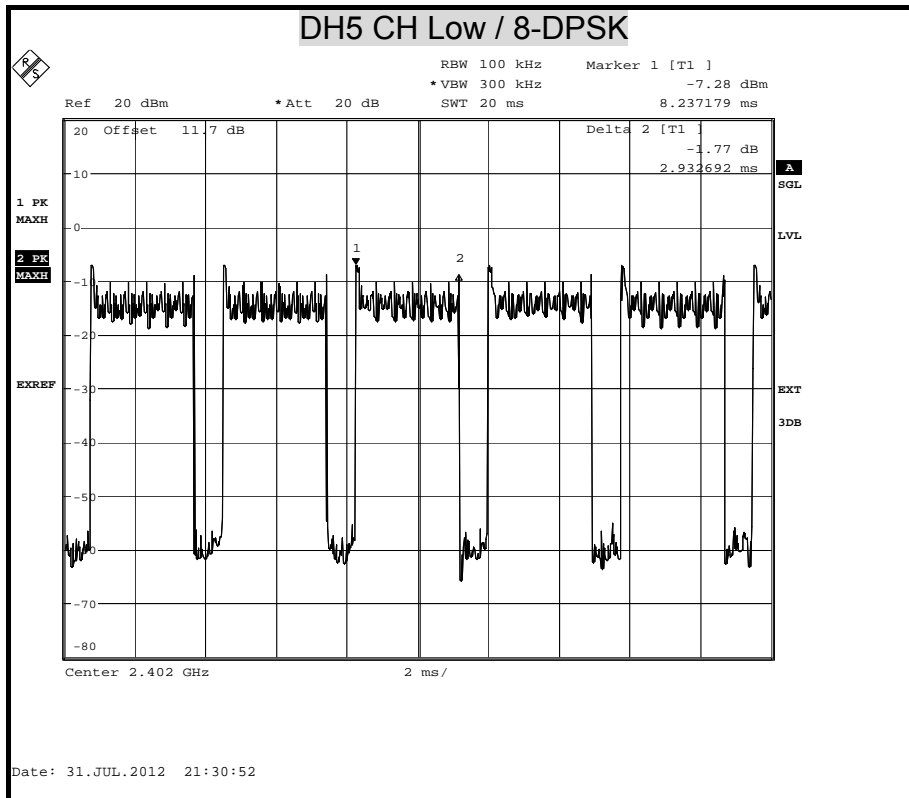 DH5 CH Low / 8-DPSK
R S
RBW 100 kHz Marker 1 [T1 ]
*VBW 300 kHz -7.28 dBm
Ref 20 dBm *Att 20 dB SWT 20 ms 8.237179 ms
20 Offset 11.7 dB Delta 2 [T1 ]
-1.77 dB
2.932692 ms
A
SGL
10
1 PK
MAXH
0
LVL
1
2
2 PK
MAXH
-20
EXREF
-30
EXT
-40
3DB
-50
-70
-80
Center 2.402 GHz 2 ms/
Date: 31.JUL.2012 21:30:52